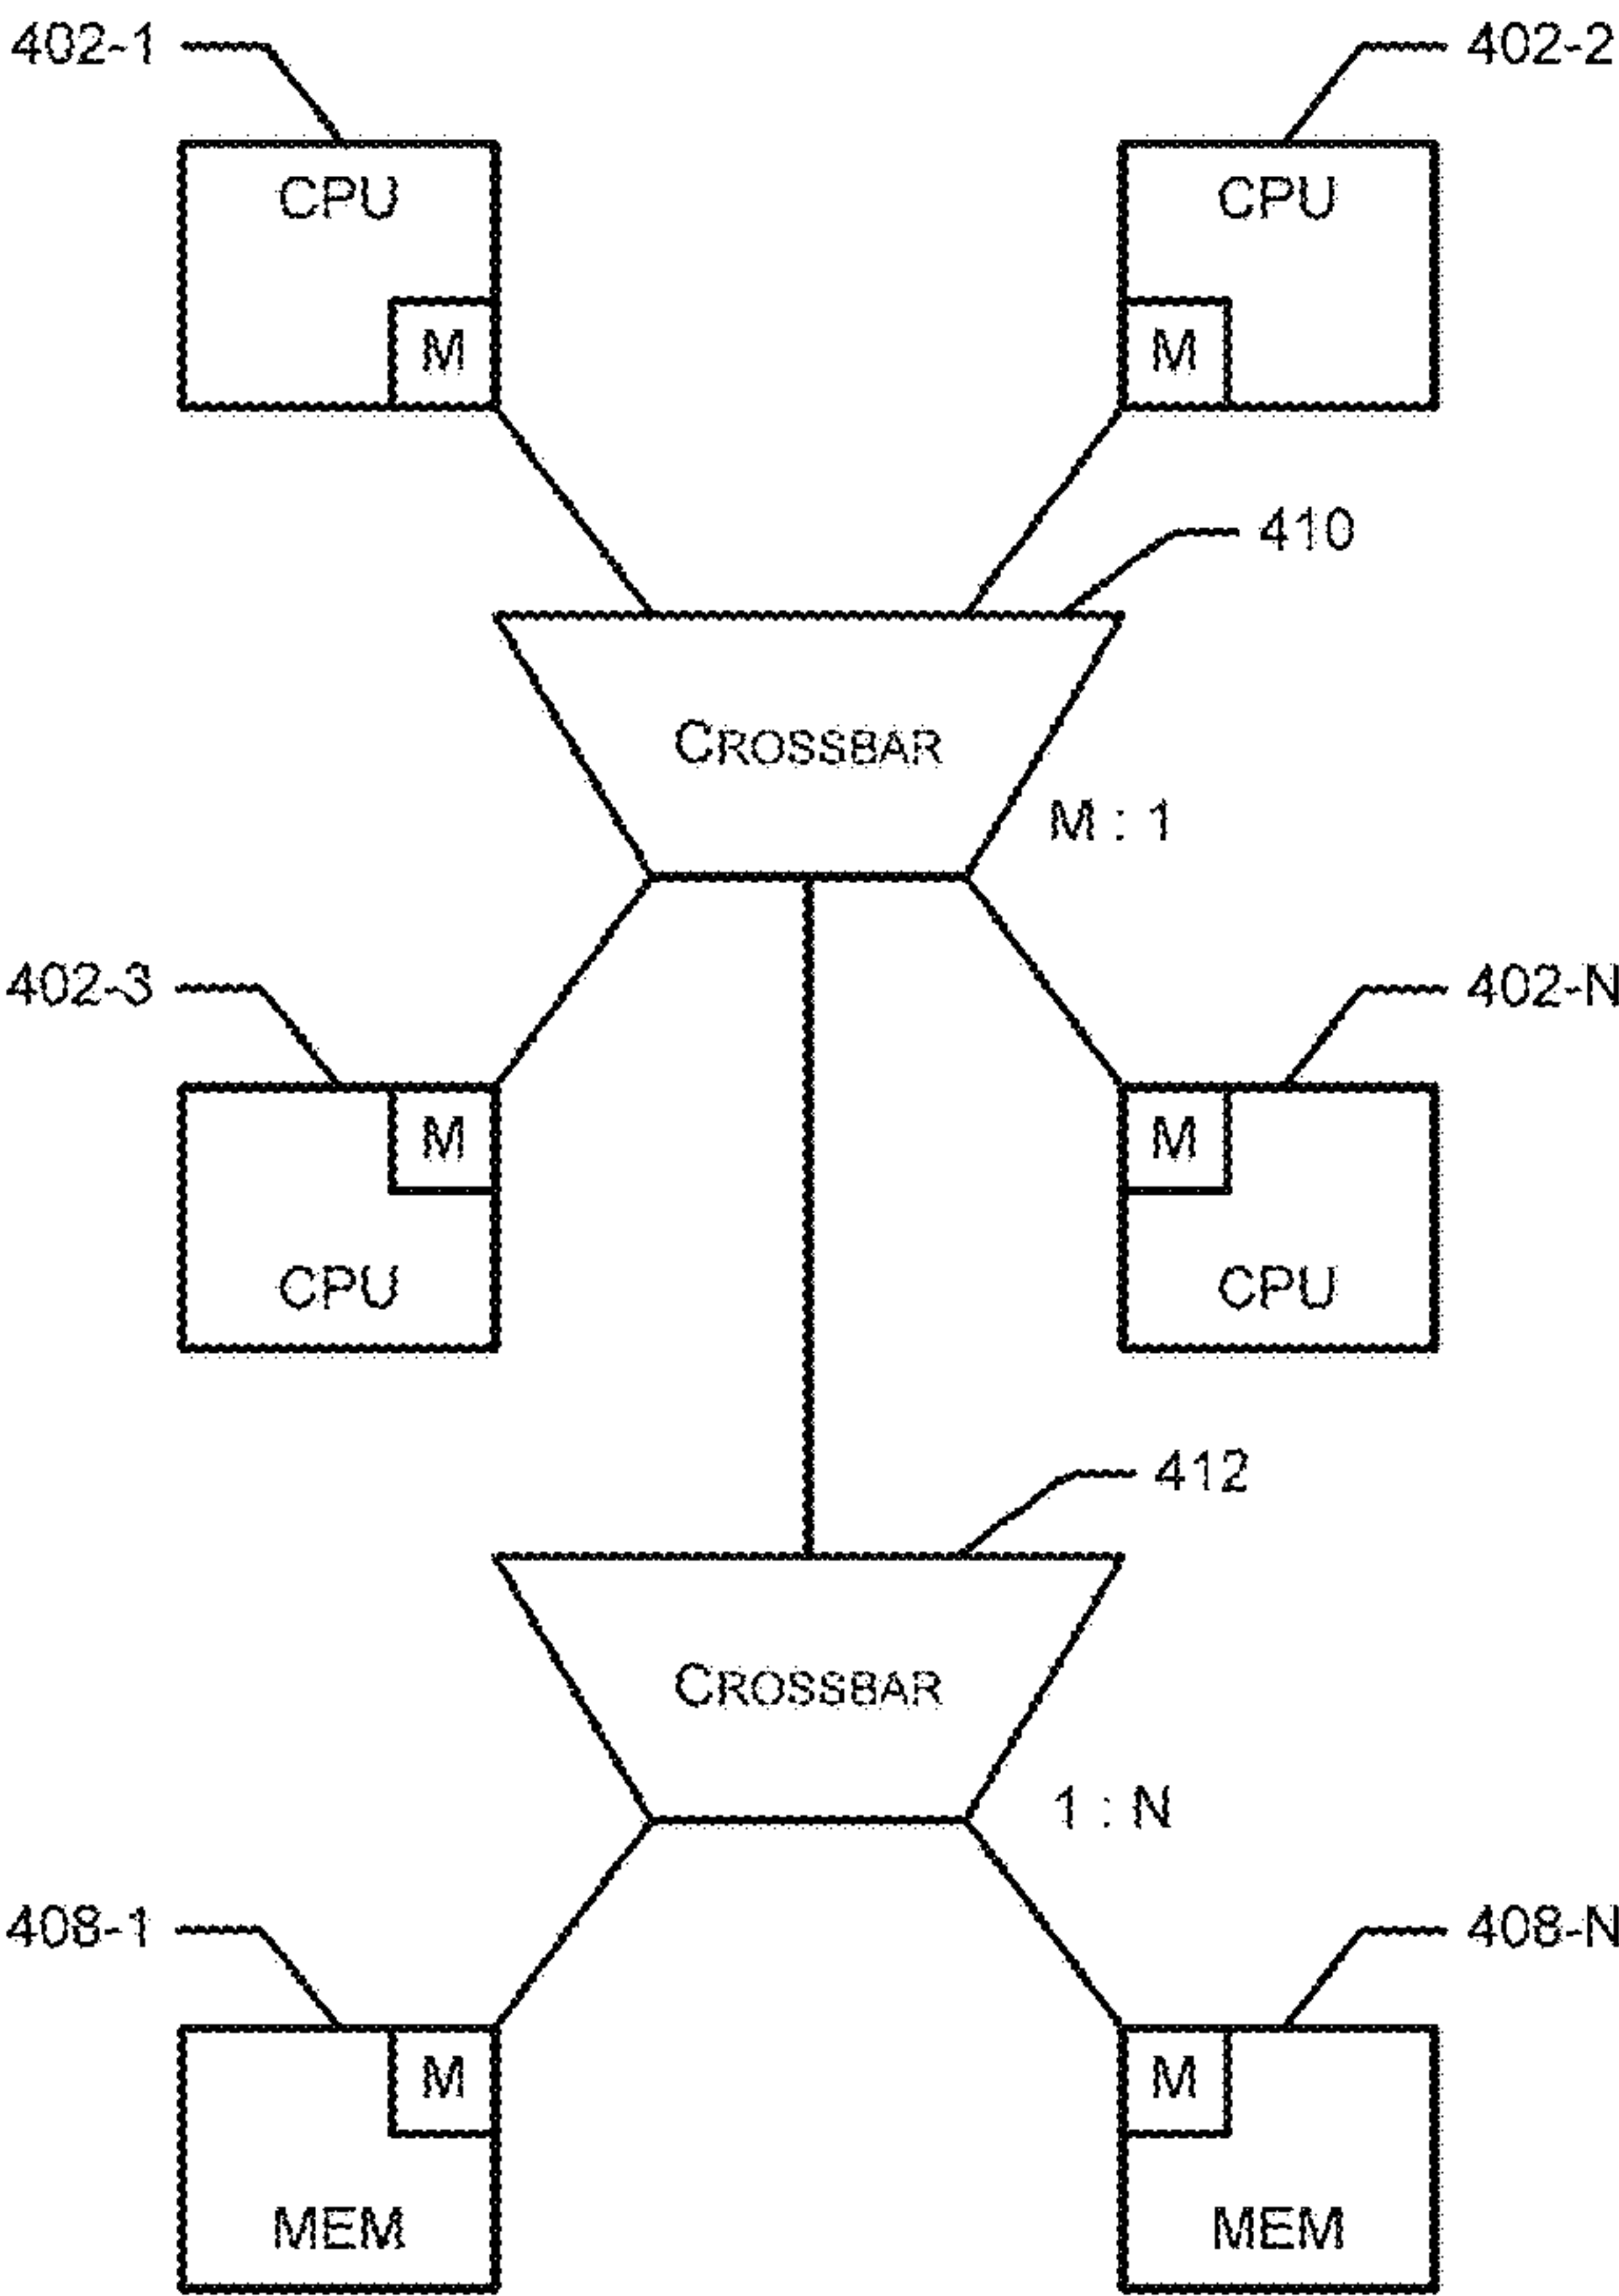 402-1
402-2
CPU
CPU
M
M
410
CROSSBAR
M : 1
402-3
402-N
M
M
CPU
CPU
412
CROSSBAR
1 : N
408-1
408-N
M
M
MEM
MEM